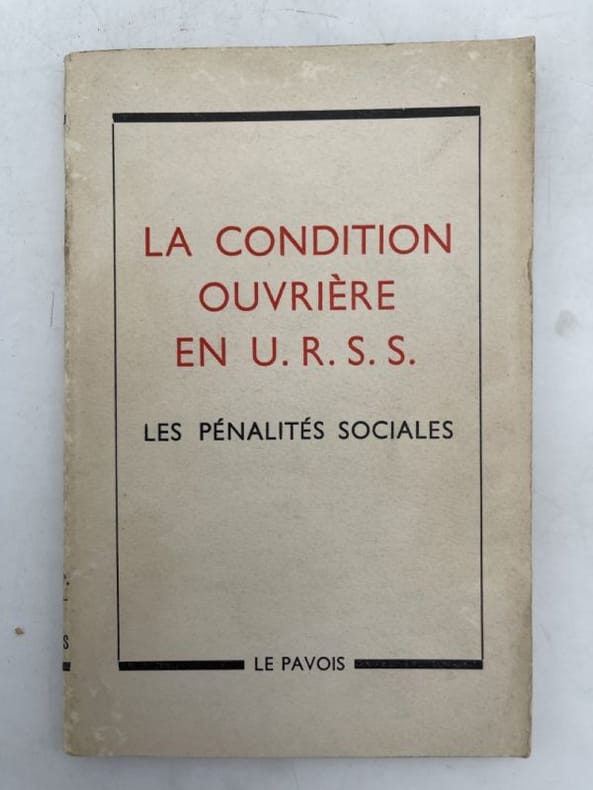 LA CONDITION
OUVRIÈRE
EN U. R. S. S.
LES PÉNALITÉS SOCIALES
LE PAVOIS